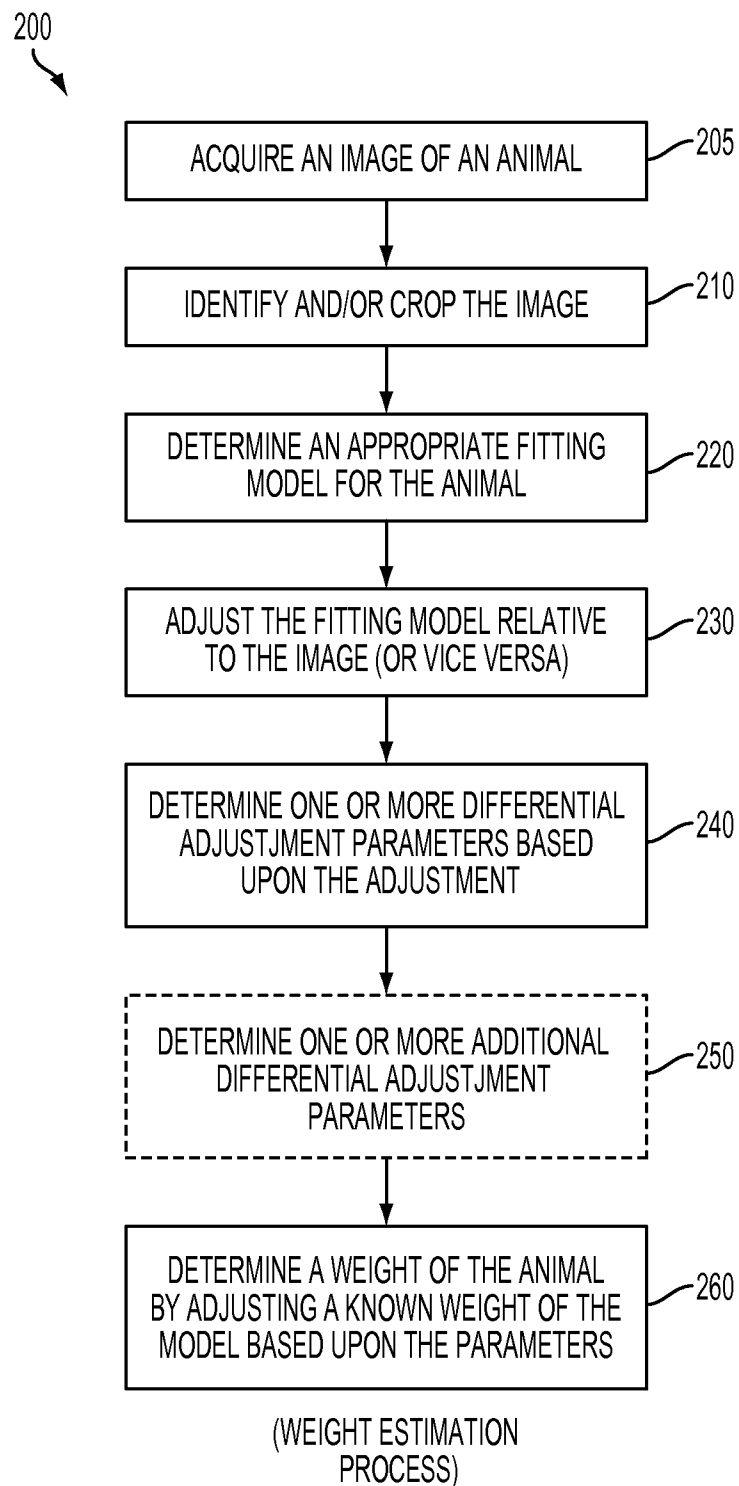 200
ACQUIRE AN IMAGE OF AN ANIMAL
205
IDENTIFY AND/OR CROP THE IMAGE
210
DETERMINE AN APPROPRIATE FITTING
MODEL FOR THE ANIMAL
220
ADJUST THE FITTING MODEL RELATIVE
TO THE IMAGE (OR VICE VERSA)
230
DETERMINE ONE OR MORE DIFFERENTIAL
ADJUSTJMENT PARAMETERS BASED
UPON THE ADJUSTMENT
240
DETERMINE ONE OR MORE ADDITIONAL
DIFFERENTIAL ADJUSTJMENT
PARAMETERS
250
DETERMINE A WEIGHT OF THE ANIMAL
BY ADJUSTING A KNOWN WEIGHT OF THE
MODEL BASED UPON THE PARAMETERS
260
(WEIGHT ESTIMATION
PROCESS)